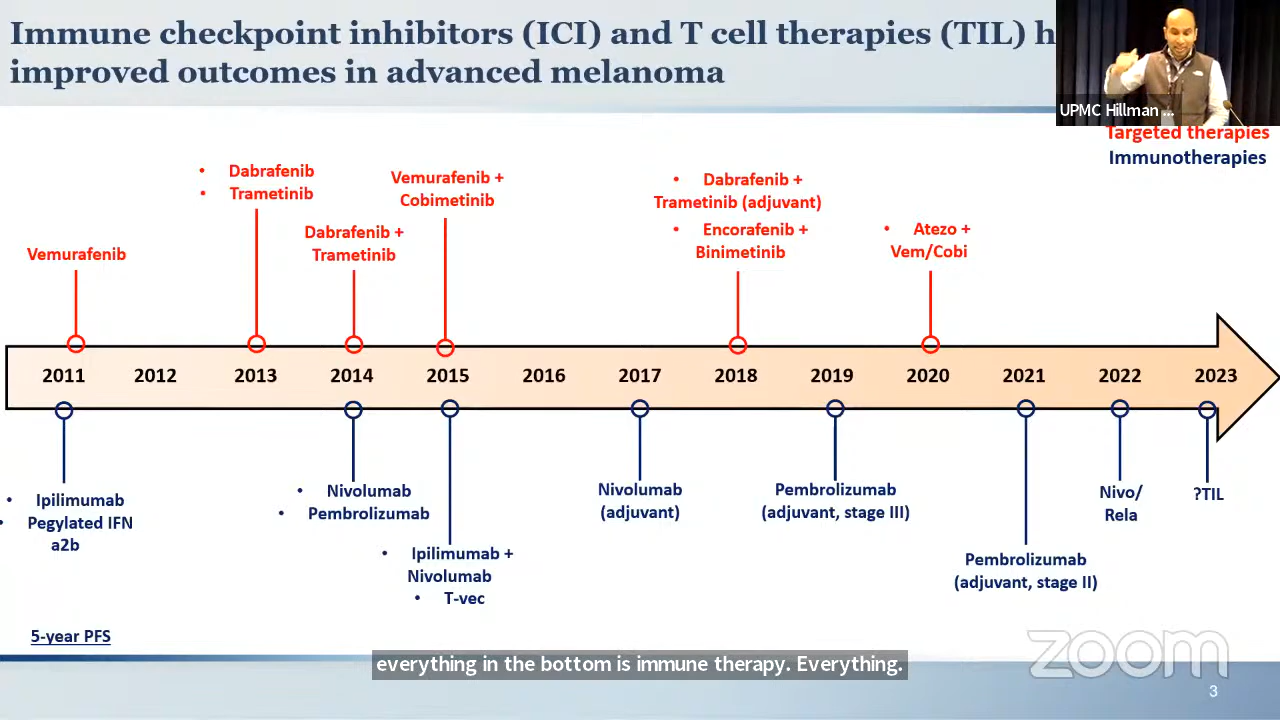 Immune checkpoint inhibitors (ICI) and T cell therapies (TIL) h
improved outcomes in advanced melanoma
UPMC Hillman ...
Targeted therapies
Immunotherapies
• Dabrafenib
• Trametinib
Vemurafenib +
Cobimetinib
• Dabrafenib +
Trametinib (adjuvant)
• Encorafenib +
Binimetinib
• Atezo +
Vem/Cobi
Dabrafenib +
Trametinib
Vemurafenib
2011 2012 2013 2014 2015 2016 2017 2018 2019 2020 2021 2022 2023
• Ipilimumab
• Pegylated IFN
a2b
• Nivolumab
• Pembrolizumab
• Ipilimumab +
Nivolumab
• T-vec
Nivolumab
(adjuvant)
Pembrolizumab
(adjuvant, stage III)
Pembrolizumab
(adjuvant, stage II)
Nivo/
Rela
?TIL
5-year PFS
everything in the bottom is immune therapy. Everything.
zoom
3